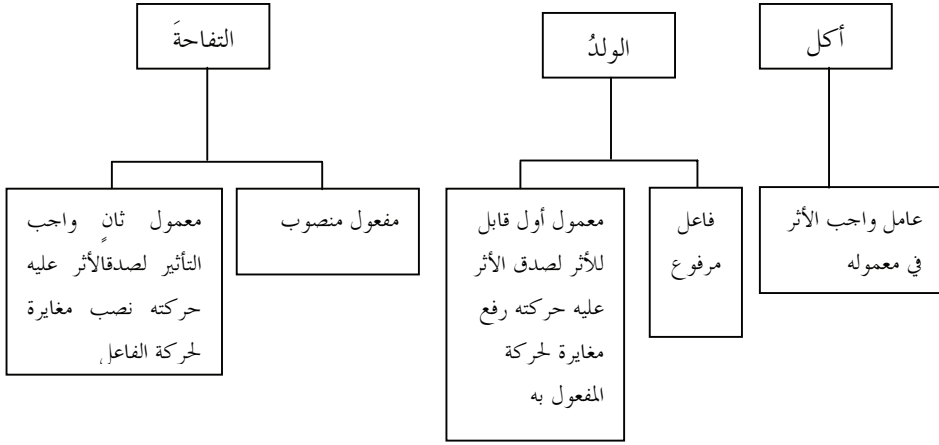 أكل
الولدُ
التفاحةَ
عامل واجب الأثر
في معموله
فاعل
مرفوع
معمول أول قابل
للأثر لصدق الأثر
عليه حركته رفع
مغايرة لحركة
المفعول به
مفعول منصوب
معمول ثانٍ واجب
التأثير لصدقالأثر عليه
حركته نصب مغايرة
لحركة الفاعل